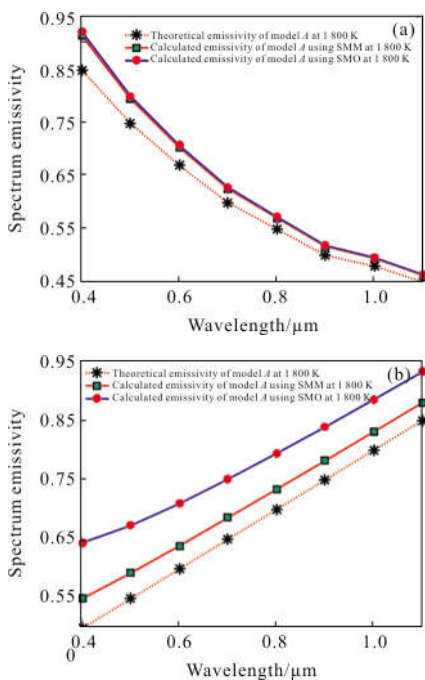 0.95
(a)
Theoretical emissivity of model A at 1 800 K
Calculated emissivity of model A using SMM at 1 800 K
Calculated emissivity of model A using SMO at 1 800 K
0.85
0.75
0.65
0.55
0.45
0.4 0.6 0.8 1.0
Spectrum emissivity
Wavelength/μm
0.95
(b)
Theoretical emissivity of model A at 1 800 K
Calculated emissivity of model A using SMM at 1 800 K
Calculated emissivity of model A using SMO at 1 800 K
0.85
0.75
0.65
0.55
0.4 0.6 0.8 1.0
0
Spectrum emissivity
Wavelength/μm